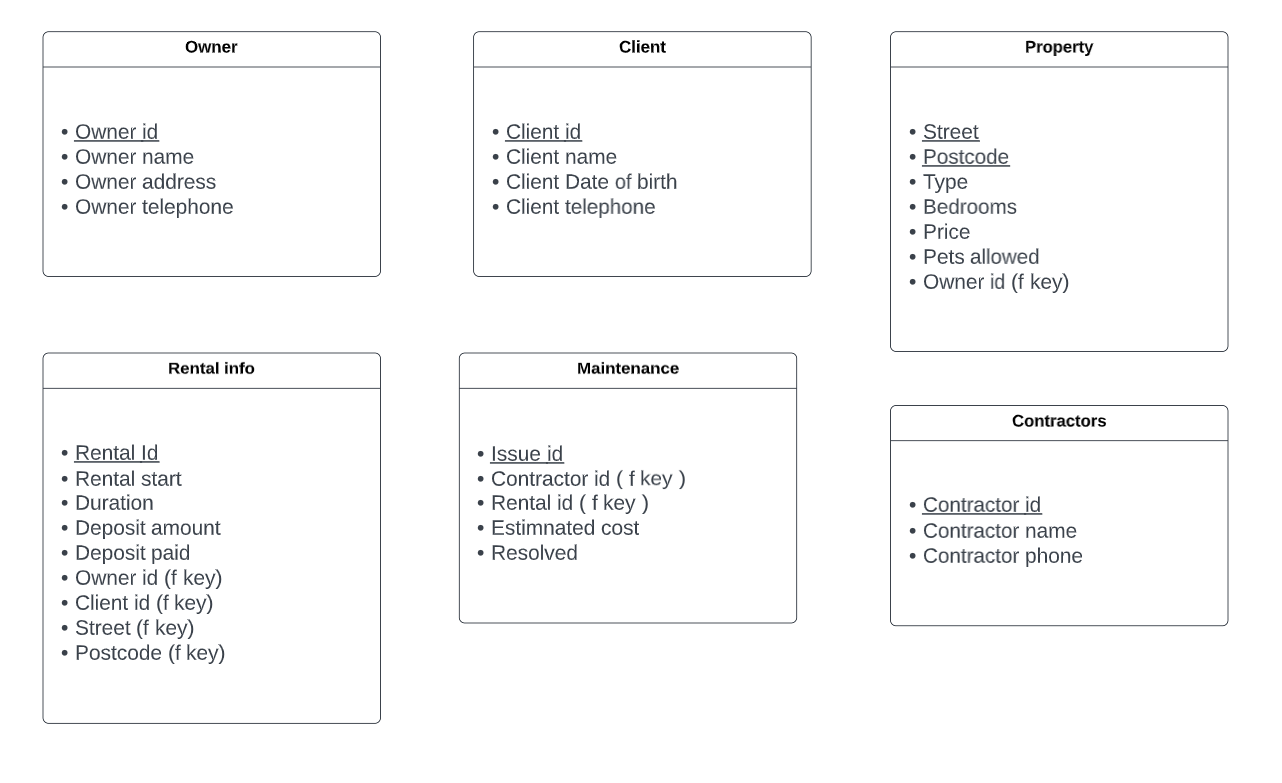 Owner
• Owner id
• Owner name
• Owner address
• Owner telephone
Client
• Client id
• Client name
• Client Date of birth
• Client telephone
Property
• Street
• Postcode
• Type
• Bedrooms
• Price
• Pets allowed
• Owner id (f key)
Rental info
• Rental Id
• Rental start
• Duration
• Deposit amount
• Deposit paid
• Owner id (f key)
• Client id (f key)
• Street (f key)
• Postcode (f key)
Maintenance
• Issue id
• Contractor id ( f key )
• Rental id ( f key )
• Estimnated cost
• Resolved
Contractors
• Contractor id
• Contractor name
• Contractor phone